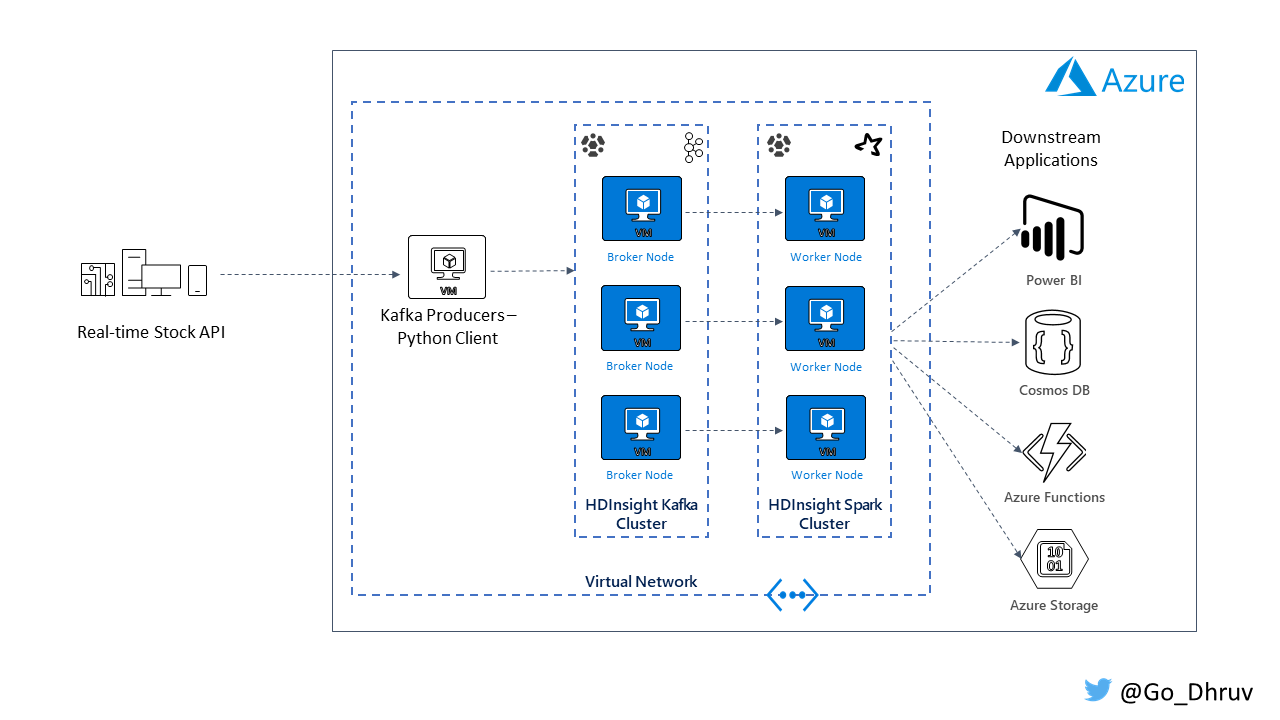 Azure
Downstream
Applications
Real-time Stock API
VM
Kafka Producers –
Python Client
VM
Broker Node
VM
Broker Node
VM
Broker Node
HDInsight Kafka
Cluster
VM
Worker Node
VM
Worker Node
VM
Worker Node
HDInsight Spark
Cluster
Virtual Network
Power BI
{ }
Cosmos DB
Azure Functions
10
01
Azure Storage
@Go_Dhruv